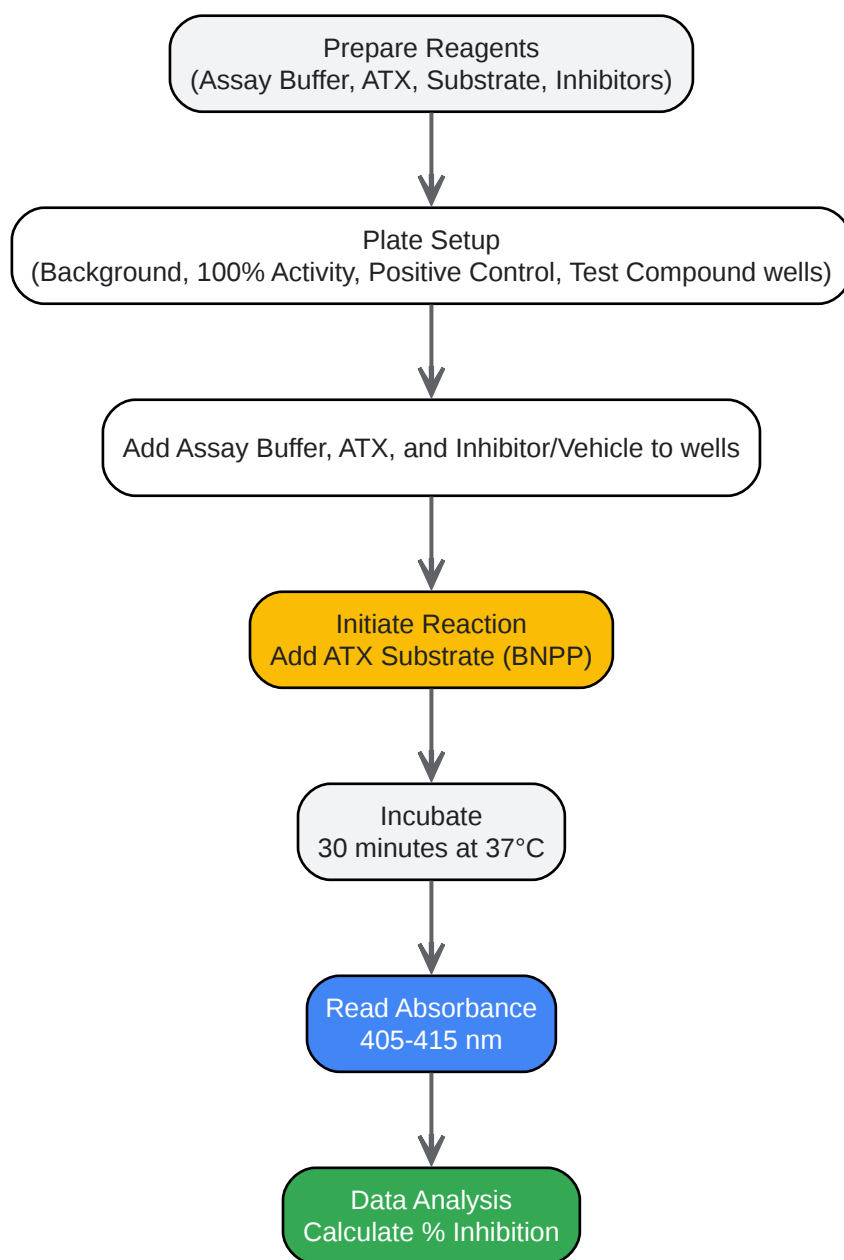 Prepare Reagents
(Assay Buffer, ATX, Substrate, Inhibitors)
Plate Setup
(Background, 100% Activity, Positive Control, Test Compound wells)
Add Assay Buffer, ATX, and Inhibitor/Vehicle to wells
Initiate Reaction
Add ATX Substrate (BNPP)
Incubate
30 minutes at 37°C
Read Absorbance
405-415 nm
Data Analysis
Calculate % Inhibition